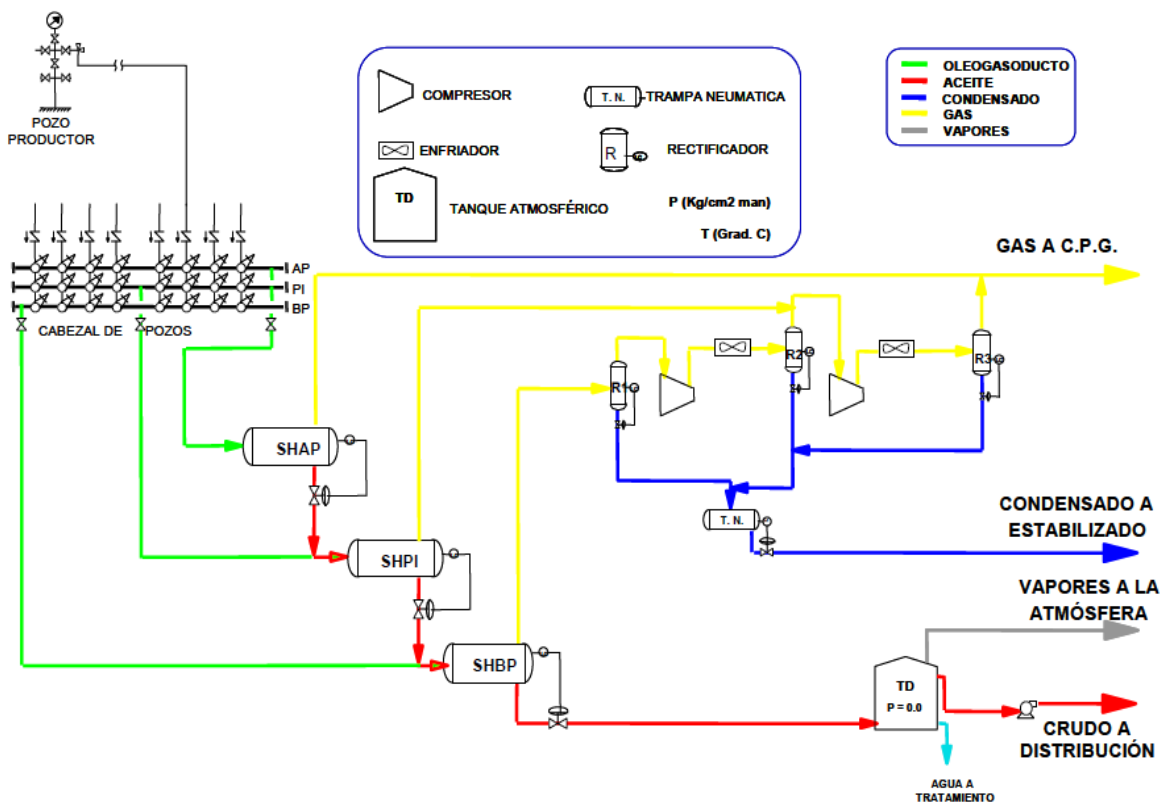 POZO
PRODUCTOR
COMPRESOR
T. N.
TRAMPA NEUMATICA
ENFRIADOR
R
RECTIFICADOR
TD
TANQUE ATMOSFÉRICO
P (Kg/cm2 man)
T (Grad. C)
OLEOGASODUCTO
ACEITE
CONDENSADO
GAS
VAPORES
AP
PI
BP
CABEZAL DE POZOS
GAS A C.P.G.
R1
R2
R3
SHAP
SHPI
SHBP
T. N.
CONDENSADO A
ESTABILIZADO
VAPORES A LA
ATMÓSFERA
TD
P = 0.0
CRUDO A
DISTRIBUCIÓN
AGUA A
TRATAMIENTO